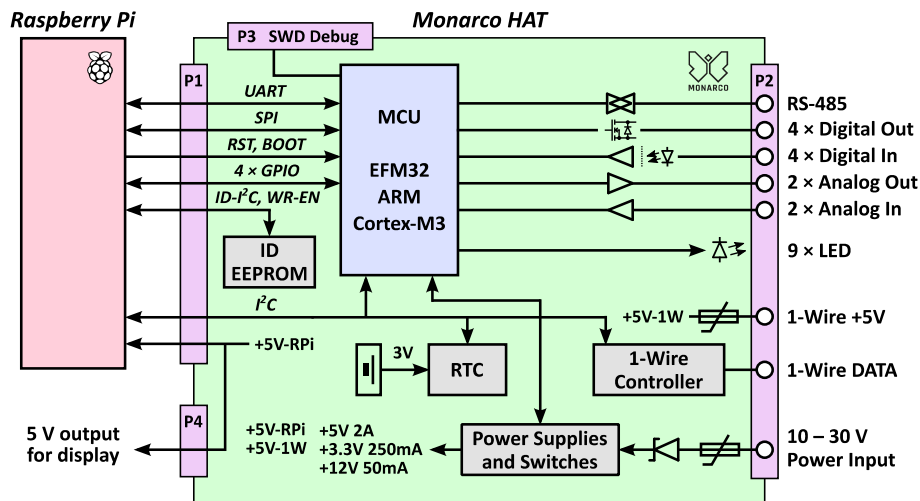 Raspberry Pi
Monarco HAT
P3 SWD Debug
P1
P2
MONARCO
UART
SPI
RST, BOOT
4 × GPIO
ID-I²C, WR-EN
MCU
EFM32
ARM
Cortex-M3
RS-485
4 × Digital Out
4 × Digital In
2 × Analog Out
2 × Analog In
9 × LED
ID
EEPROM
I²C
+5V-1W
1-Wire +5V
+5V-RPi
3V
RTC
1-Wire
Controller
1-Wire DATA
P4
5 V output
for display
+5V-RPi
+5V-1W
+5V 2A
+3.3V 250mA
+12V 50mA
Power Supplies
and Switches
10 – 30 V
Power Input